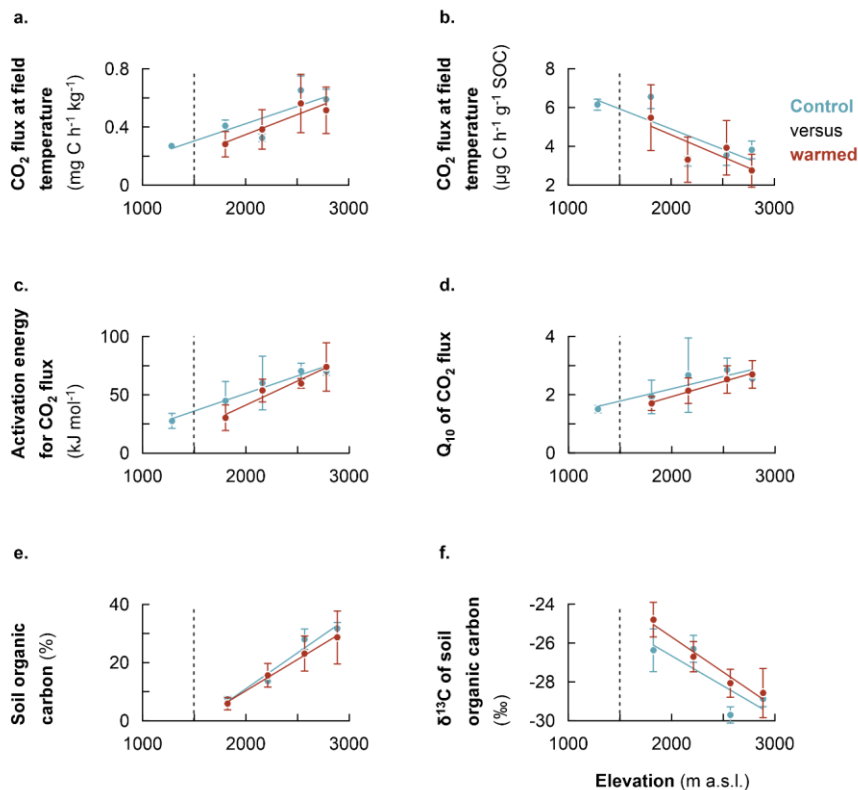 a.
CO2 flux at field
temperature
(mg C h-1 kg-1)
0.8
0.4
0
1000
2000
3000
b.
CO2 flux at field
temperature
(µg C h-1 g-1 SOC)
8
6
4
2
1000
2000
3000
Control
versus
warmed
c.
Activation energy
for CO2 flux
(kJ mol-1)
100
50
0
1000
2000
3000
d.
Q10 of CO2 flux
4
2
0
1000
2000
3000
e.
Soil organic
carbon (%)
40
20
0
1000
2000
3000
f.
δ13C of soil
organic carbon
(‰)
-24
-26
-28
-30
1000
2000
3000
Elevation (m a.s.l.)